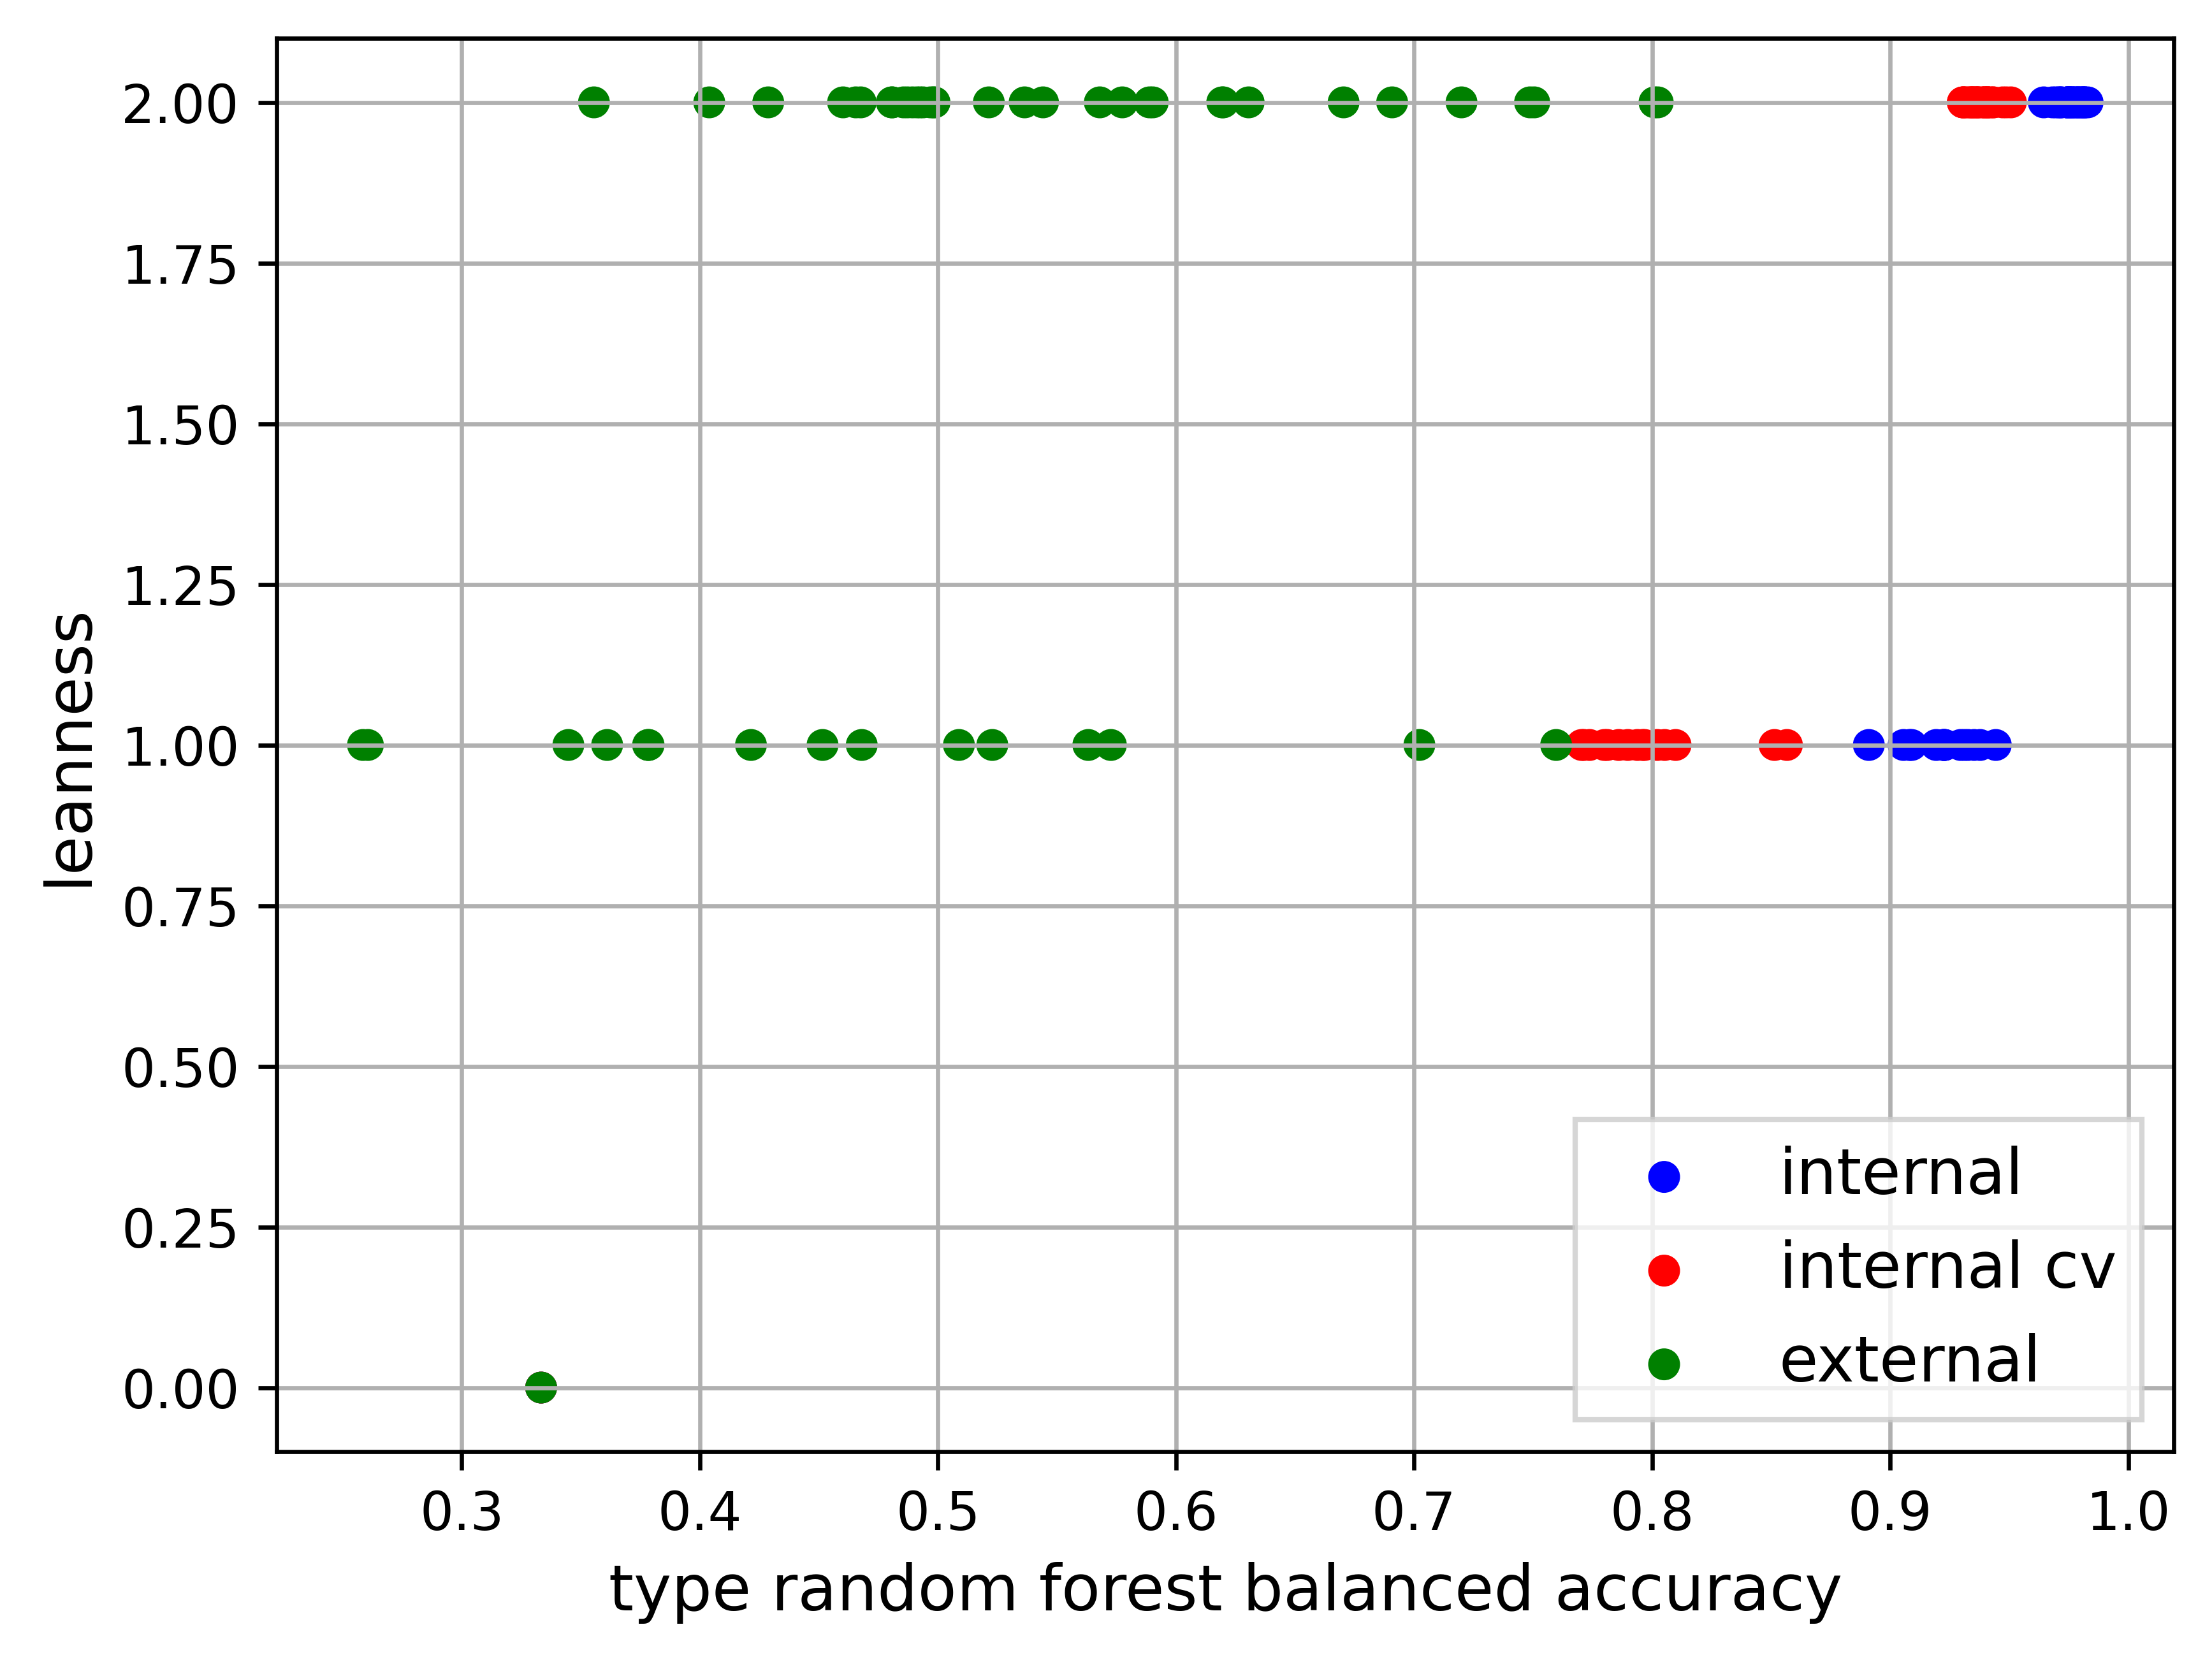 2.00
1.75
1.50
1.25
1.00
0.75
0.50
0.25
0.00
leanness
internal
internal cv
external
0.3 0.4 0.5 0.6 0.7 0.8 0.9 1.0
type random forest balanced accuracy